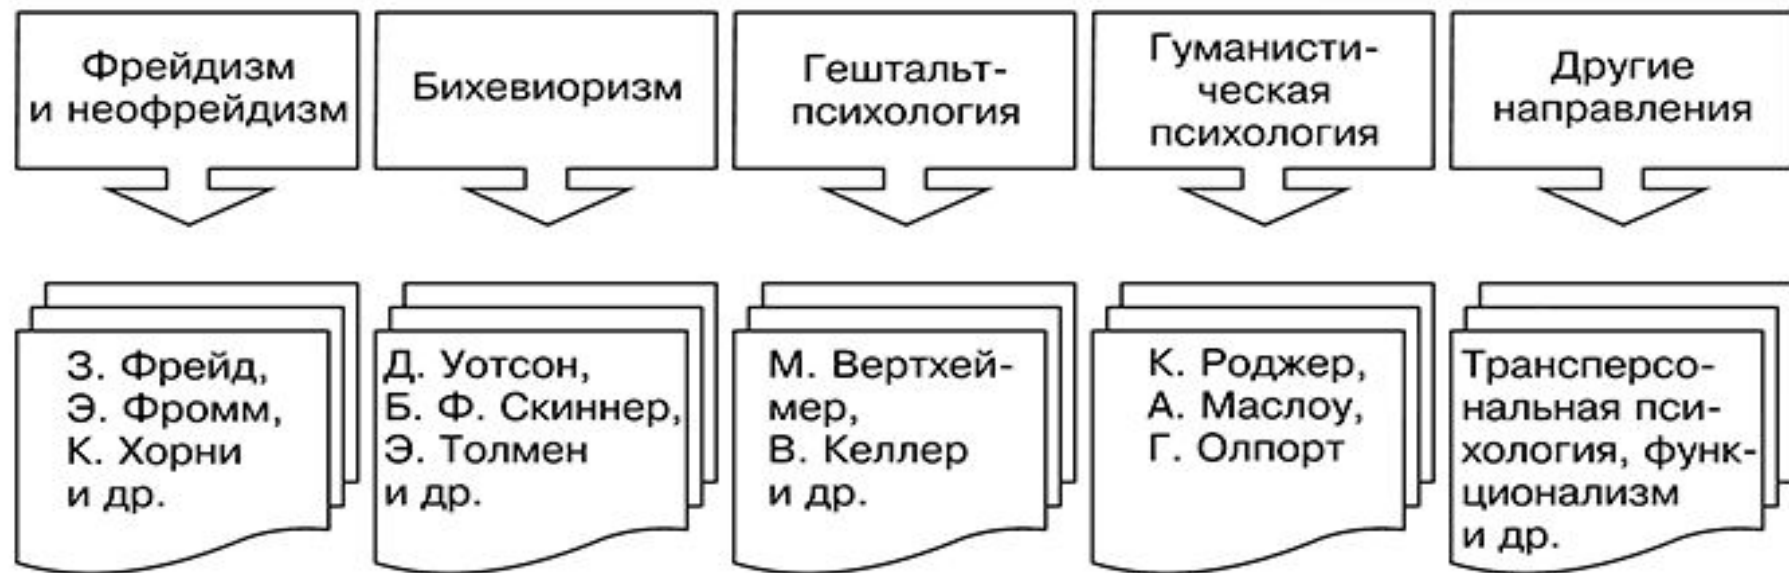 Фрейдизм
и неофрейдизм
Бихевиоризм
Гештальт-
психология
Гуманисти-
ческая
психология
Другие
направления
З. Фрейд,
Э. Фромм,
К. Хорни
и др.
Д. Уотсон,
Б. Ф. Скиннер,
Э. Толмен
и др.
М. Вертхей-
мер,
В. Келлер
и др.
К. Роджер,
А. Маслоу,
Г. Олпорт
Трансперсо-
нальная пси-
хология, функ-
ционализм
и др.